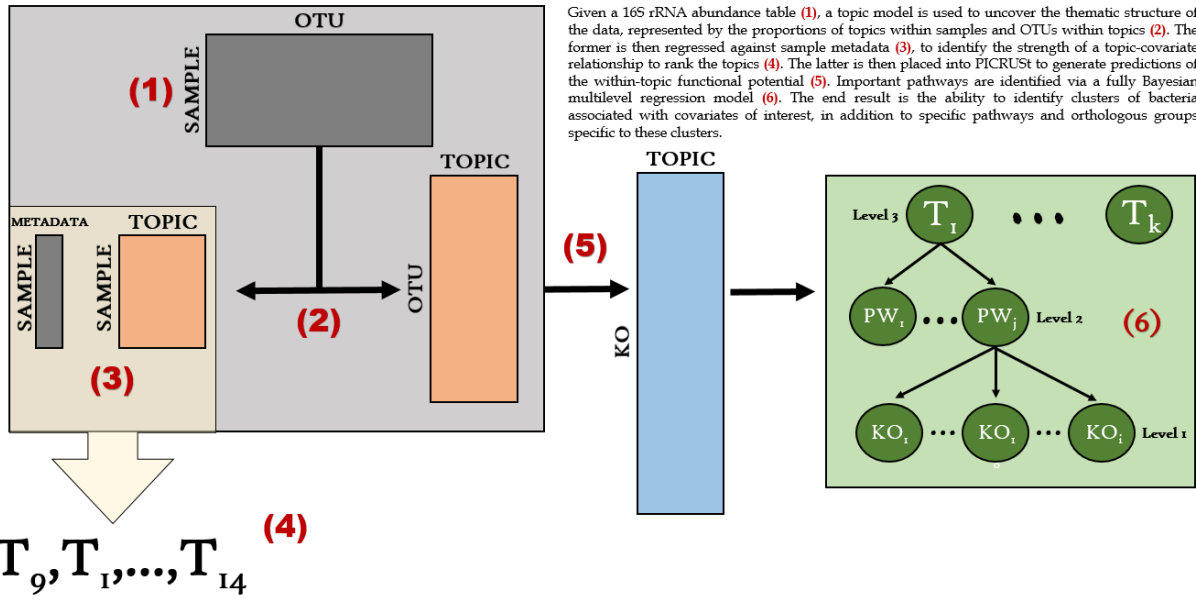 Given a 16S rRNA abundance table (1), a topic model is used to uncover the thematic structure of
the data, represented by the proportions of topics within samples and OTUs within topics (2). The
former is then regressed against sample metadata (3), to identify the strength of a topic-covariate
relationship to rank the topics (4). The latter is then placed into PICRUSt to generate predictions of
the within-topic functional potential (5). Important pathways are identified via a fully Bayesian
multilevel regression model (6). The end result is the ability to identify clusters of bacteria
associated with covariates of interest, in addition to specific pathways and orthologous groups
specific to these clusters.
OTU
SAMPLE
(1)
TOPIC
OTU
(2)
METADATA
SAMPLE
TOPIC
SAMPLE
(3)
T9,T1,...,T14
(4)
(5)
TOPIC
KO
Level 3
T1
...
Tk
PW1
...
PWj
Level 2
(6)
KO1
...
KO1
...
KOi
Level 1